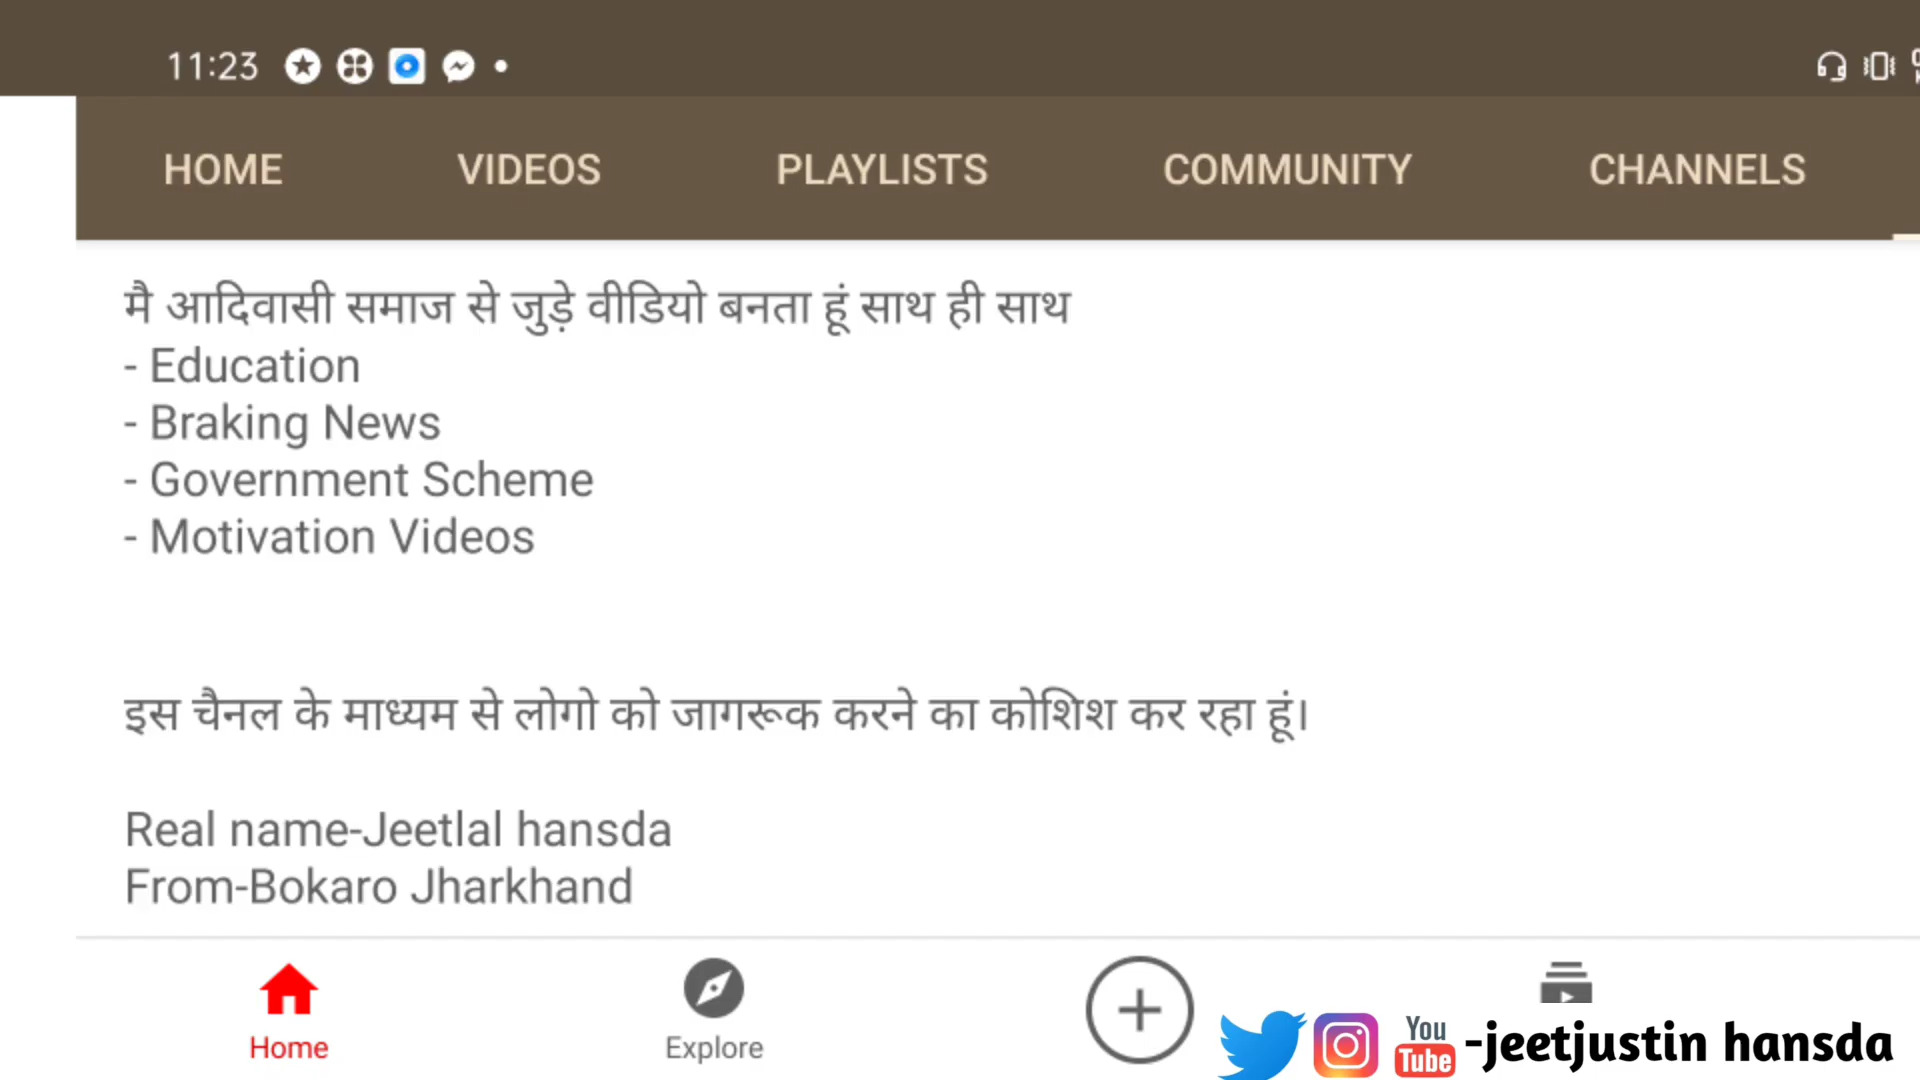 11:23
HOME VIDEOS PLAYLISTS COMMUNITY CHANNELS
मै आदिवासी समाज से जुड़े वीडियो बनता हूं साथ ही साथ
- Education
- Braking News
- Government Scheme
- Motivation Videos
इस चैनल के माध्यम से लोगो को जागरूक करने का कोशिश कर रहा हूं।
Real name-Jeetlal hansda
From-Bokaro Jharkhand
Home Explore
You Tube -jeetjustin hansda